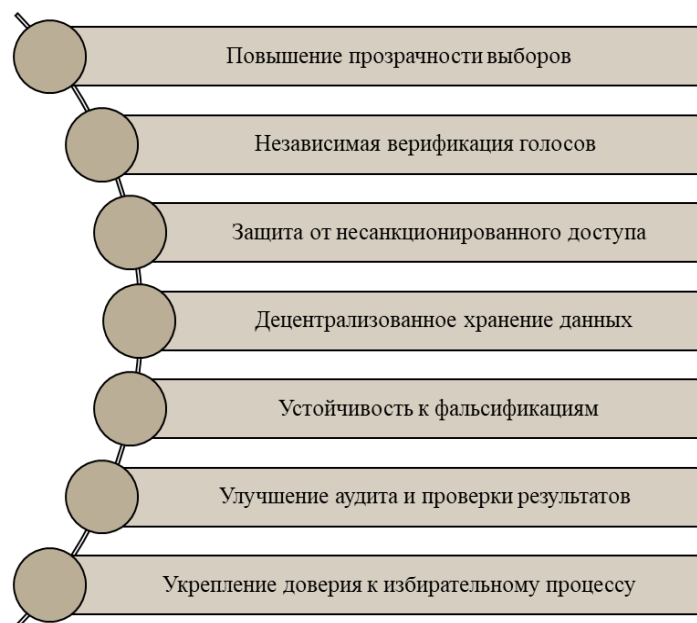 Повышение прозрачности выборов
Независимая верификация голосов
Защита от несанкционированного доступа
Децентрализованное хранение данных
Устойчивость к фальсификациям
Улучшение аудита и проверки результатов
Укрепление доверия к избирательному процессу